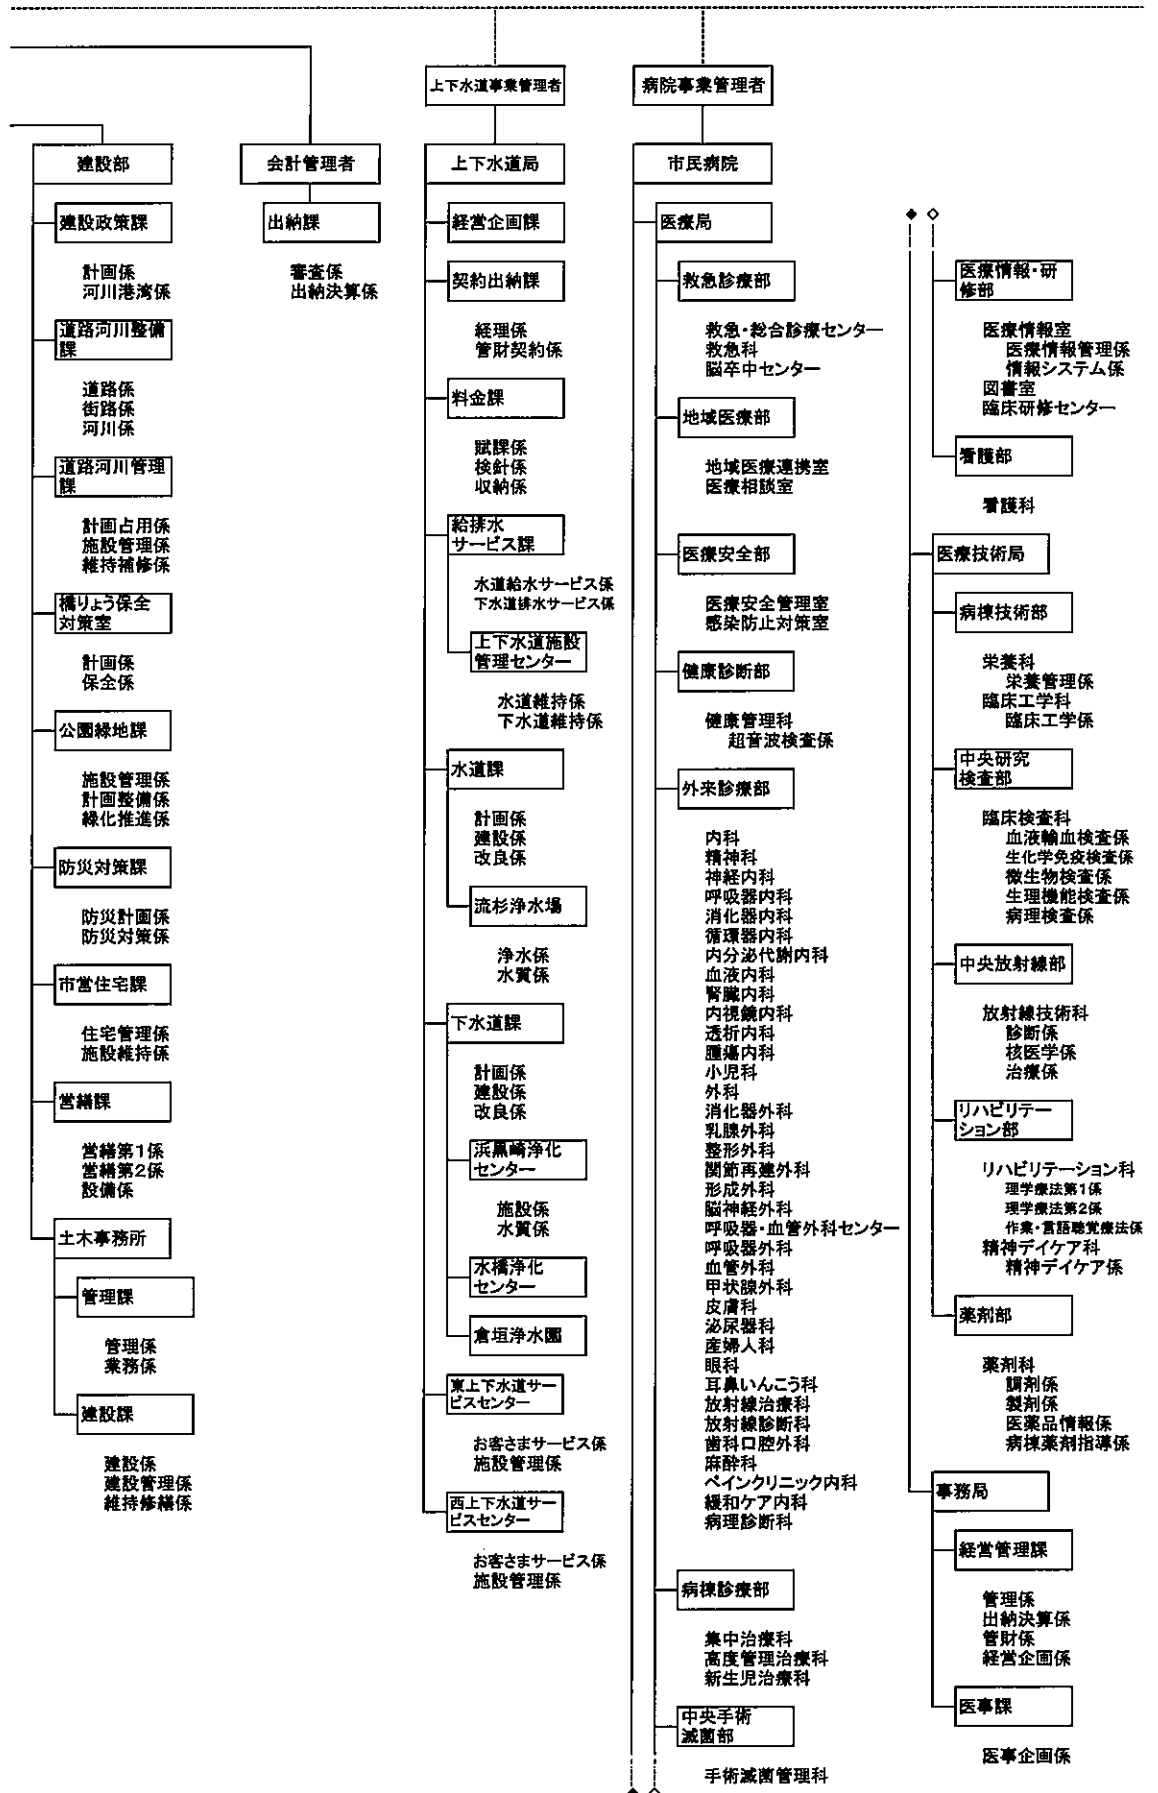 建設部
建設政策課
計画係
河川港湾係
道路河川整備
課
道路係
街路係
河川係
道路河川管理
課
計画占用係
施設管理係
維持補修係
橋りょう保全
対策室
計画係
保全係
公園緑地課
施設管理係
計画整備係
緑化推進係
防災対策課
防災計画係
防災対策係
市営住宅課
住宅管理係
施設維持係
営繕課
営繕第1係
営繕第2係
設備係
土木事務所
管理課
管理係
業務係
建設課
建設係
建設管理係
維持修繕係
会計管理者
出納課
審査係
出納決算係
上下水道事業管理者
上下水道局
経営企画課
契約出納課
経理係
管財契約係
料金課
賦課係
検針係
収納係
給排水
サービス課
水道給水サービス係
下水道排水サービス係
上下水道施設
管理センター
水道維持係
下水道維持係
水道課
計画係
建設係
改良係
流杉浄水場
浄水係
水質係
下水道課
計画係
建設係
改良係
浜黒崎浄化
センター
施設係
水質係
水橋浄化
センター
倉垣浄水園
東上下水道サー
ビスセンター
お客さまサービス係
施設管理係
西上下水道サー
ビスセンター
お客さまサービス係
施設管理係
病院事業管理者
市民病院
医療局
救急診療部
救急・総合診療センター
救急科
脳卒中センター
地域医療部
地域医療連携室
医療相談室
医療安全部
医療安全管理室
感染防止対策室
健康診断部
健康管理科
超音波検査係
外来診療部
内科
精神科
神経内科
呼吸器内科
消化器内科
循環器内科
内分泌代謝内科
血液内科
腎臓内科
内視鏡内科
透析内科
腫瘍内科
小児科
外科
消化器外科
乳腺外科
整形外科
関節再建外科
形成外科
脳神経外科
呼吸器・血管外科センター
呼吸器外科
血管外科
甲状腺外科
皮膚科
泌尿器科
産婦人科
眼科
耳鼻いんこう科
放射線治療科
放射線診断科
歯科口腔外科
麻酔科
ペインクリニック内科
緩和ケア内科
病理診断科
病棟診療部
集中治療科
高度管理治療科
新生児治療科
中央手術
滅菌部
手術滅菌管理科
◆ ◇
◆ ◇
医療情報・研
修部
医療情報室
医療情報管理係
情報システム係
図書室
臨床研修センター
看護部
看護科
医療技術局
病棟技術部
栄養科
栄養管理係
臨床工学科
臨床工学係
中央研究
検査部
臨床検査科
血液輸血検査係
生化学免疫検査係
微生物検査係
生理機能検査係
病理検査係
中央放射線部
放射線技術科
診断係
核医学係
治療係
リハビリテー
ション部
リハビリテーション科
理学療法第1係
理学療法第2係
作業・言語聴覚療法係
精神デイケア科
精神デイケア係
薬剤部
薬剤科
調剤係
製剤係
医薬品情報係
病棟薬剤指導係
事務局
経営管理課
管理係
出納決算係
管財係
経営企画係
医事課
医事企画係